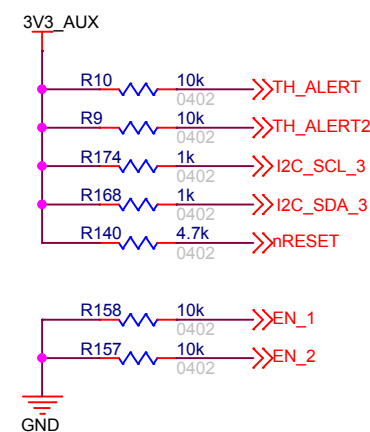 3V3_AUX
R10 10k TH_ALERT
0402
R9 10k TH_ALERT2
0402
R174 1k I2C_SCL_3
0402
R168 1k I2C_SDA_3
0402
R140 4.7k nRESET
0402
R158 10k EN_1
0402
R157 10k EN_2
0402
GND